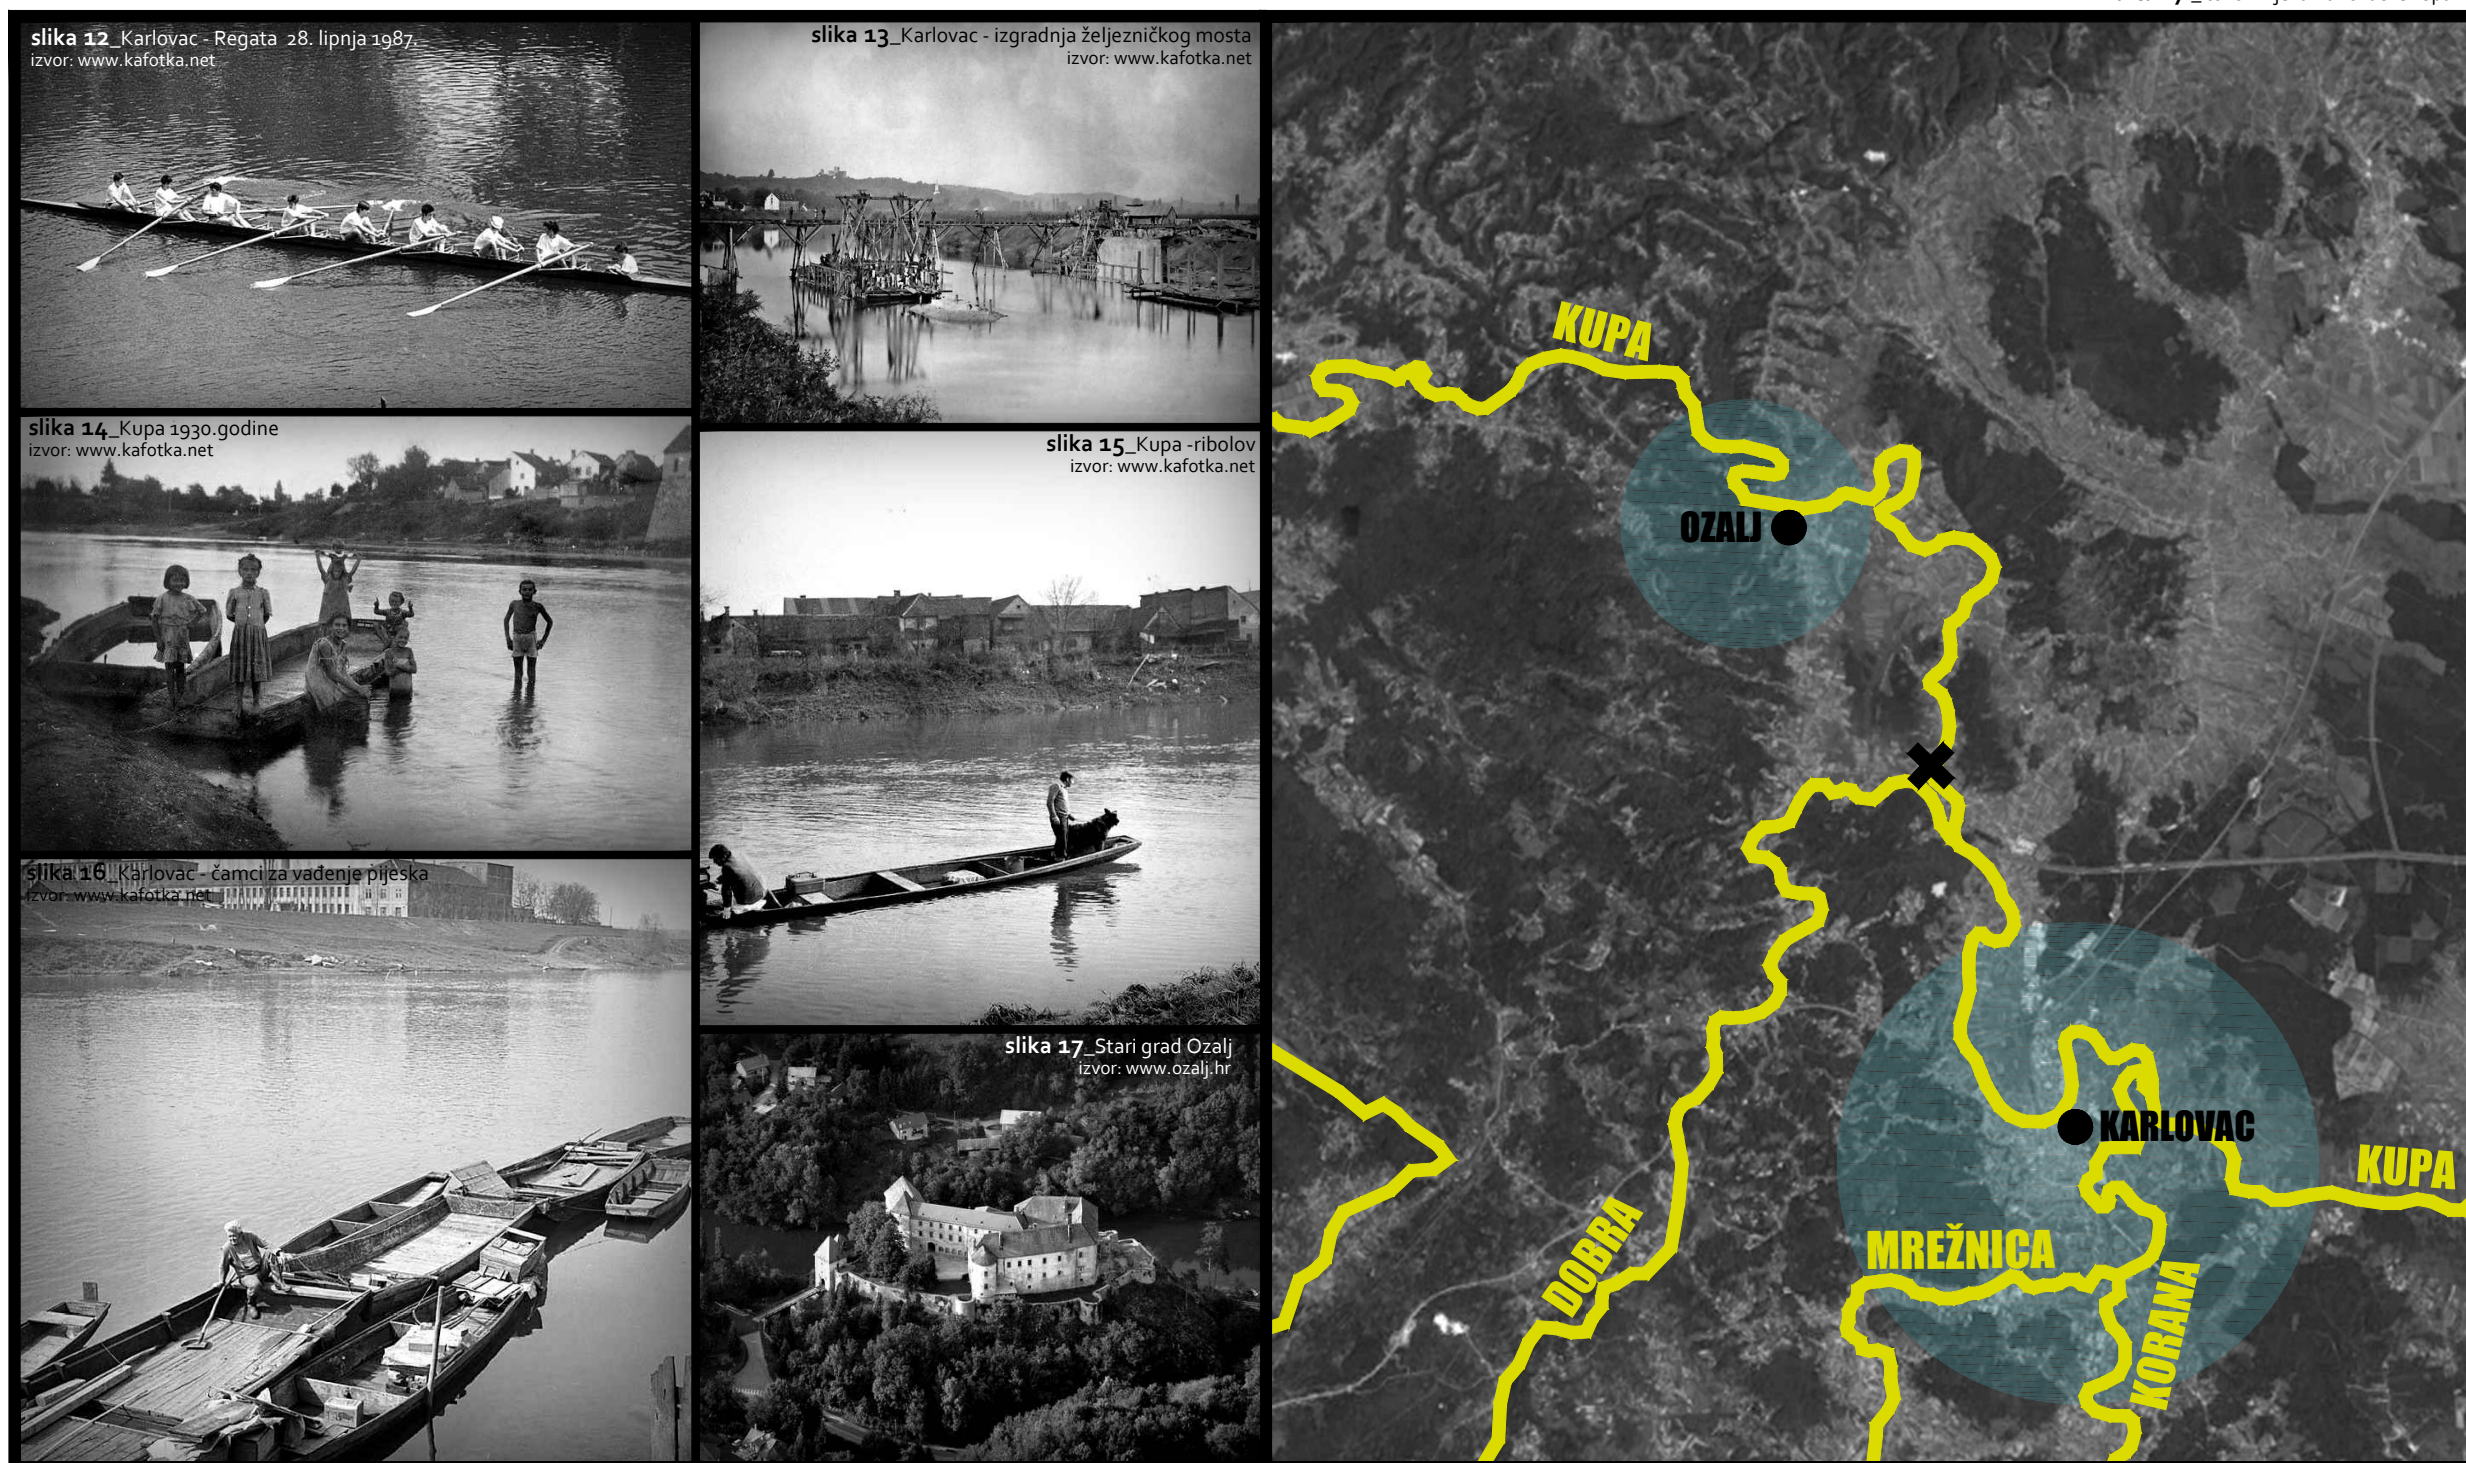 slika 12_Karlovac - Regata 28. lipnja 1987.
izvor: www.kafotka.net
slika 13_Karlovac - izgradnja željezničkog mosta
izvor: www.kafotka.net
slika 14_Kupa 1930.godine
izvor: www.kafotka.net
slika 15_Kupa -ribolov
izvor: www.kafotka.net
slika 16_Karlovac - čamci za vađenje pijeska
izvor: www.kafotka.net
slika 17_Stari grad Ozalj
izvor: www.ozalj.hr
KUPA
OZALJ
KARLOVAC
KUPA
MREŽNICA
DOBRA
KORANA